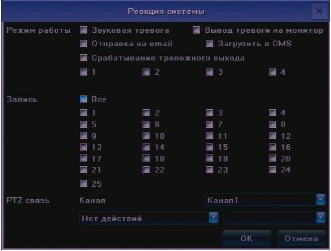 Реакция системы
Режим работы Звуковая тревога Вывод тревоги на монитор
Отправка на email Загрузить в CMS
Срабатывание тревожного выхода
1 2 3 4
Запись Все
1 2 3 4
5 6 7 8
9 10 11 12
13 14 15 16
17 18 19 20
21 22 23 24
25
PTZ связь Канал Канал1
Нет действий
OK Отмена